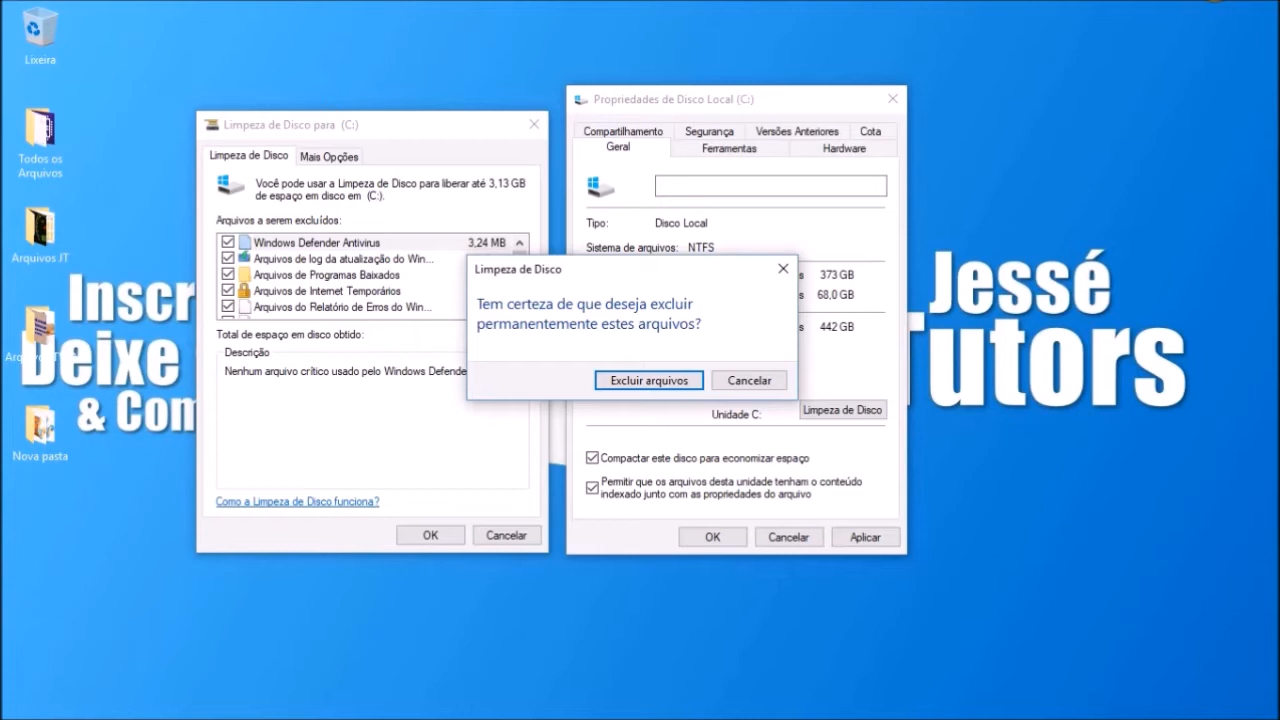 Lixeira
Todos os
Arquivos
Arquivos JT
Nova pasta
Inscr
Deixe
& Com
Jessé
Tutors
Limpeza de Disco para (C:)
Limpeza de Disco
Mais Opções
Você pode usar a Limpeza de Disco para liberar até 3,13 GB
de espaço em disco em (C:).
Arquivos a serem excluídos:
Windows Defender Antivirus 3,24 MB
Arquivos de log da atualização do Win...
Arquivos de Programas Baixados
Arquivos de Internet Temporários
Arquivos do Relatório de Erros do Win...
Total de espaço em disco obtido:
Descrição
Nenhum arquivo crítico usado pelo Windows Defende
Como a Limpeza de Disco funciona?
OK
Cancelar
Propriedades de Disco Local (C:)
Compartilhamento
Segurança
Versões Anteriores
Cota
Geral
Ferramentas
Hardware
Tipo: Disco Local
Sistema de arquivos: NTFS
s 373 GB
s 68,0 GB
s 442 GB
Unidade C:
Limpeza de Disco
Compactar este disco para economizar espaço
Permitir que os arquivos desta unidade tenham o conteúdo
indexado junto com as propriedades do arquivo
OK
Cancelar
Aplicar
Limpeza de Disco
Tem certeza de que deseja excluir
permanentemente estes arquivos?
Excluir arquivos
Cancelar